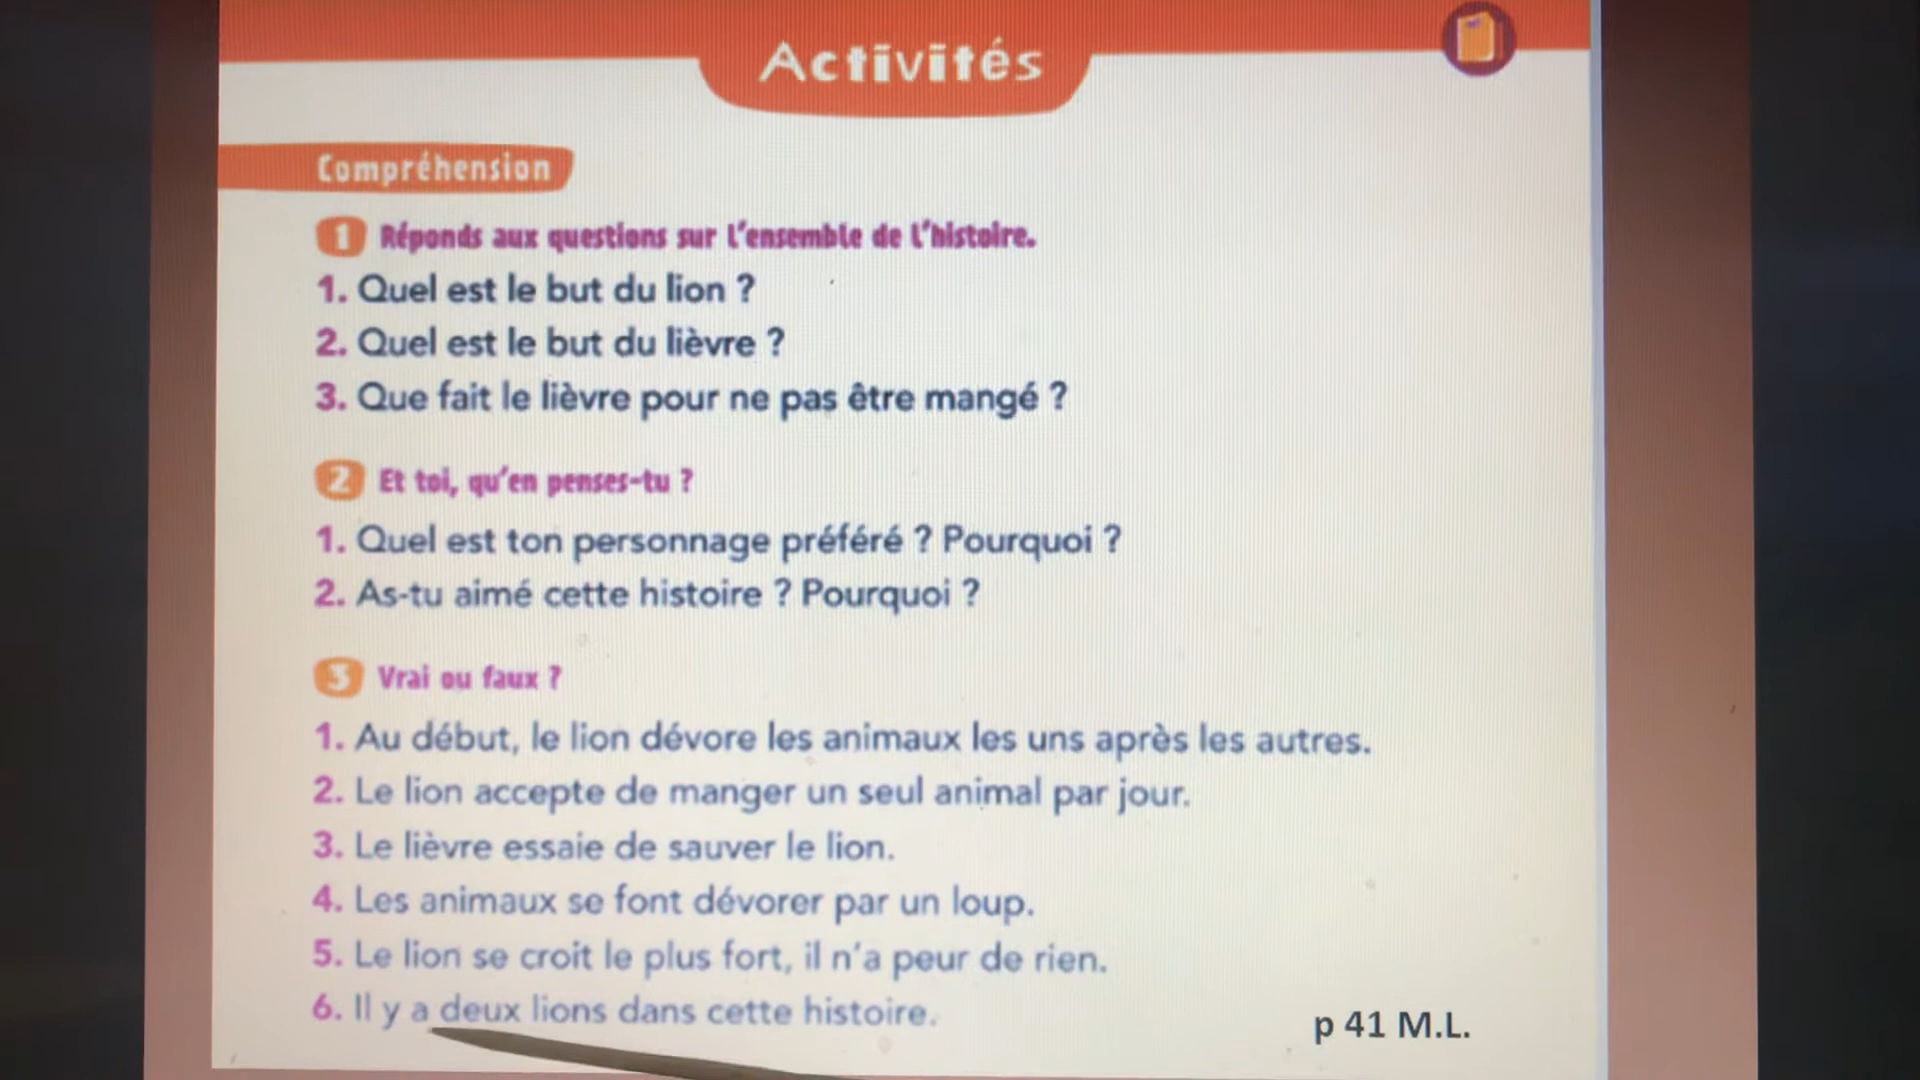 Activités
Compréhension
1 Réponds aux questions sur l'ensemble de l'histoire.
1. Quel est le but du lion ?
2. Quel est le but du lièvre ?
3. Que fait le lièvre pour ne pas être mangé ?
2 Et toi, qu'en penses-tu ?
1. Quel est ton personnage préféré ? Pourquoi ?
2. As-tu aimé cette histoire ? Pourquoi ?
3 Vrai ou faux ?
1. Au début, le lion dévore les animaux les uns après les autres.
2. Le lion accepte de manger un seul animal par jour.
3. Le lièvre essaie de sauver le lion.
4. Les animaux se font dévorer par un loup.
5. Le lion se croit le plus fort, il n'a peur de rien.
6. Il y a deux lions dans cette histoire.
p 41 M.L.